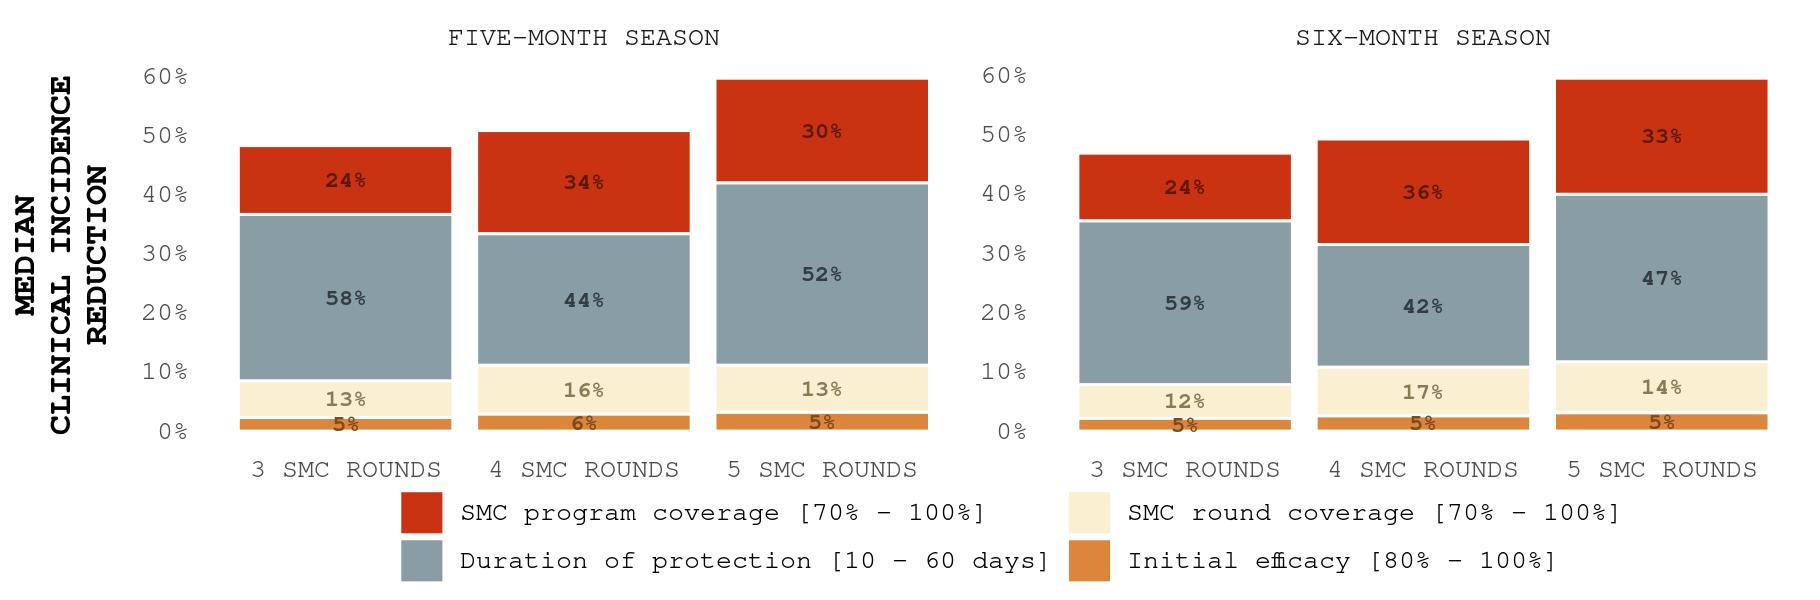 FIVE-MONTH SEASON
SIX-MONTH SEASON
MEDIAN
CLINICAL INCIDENCE
REDUCTION
60%
50%
40%
30%
20%
10%
0%
24%
58%
13%
5%
34%
44%
16%
6%
30%
52%
13%
5%
3 SMC ROUNDS
4 SMC ROUNDS
5 SMC ROUNDS
60%
50%
40%
30%
20%
10%
0%
24%
59%
12%
5%
36%
42%
17%
5%
33%
47%
14%
5%
3 SMC ROUNDS
4 SMC ROUNDS
5 SMC ROUNDS
SMC program coverage [70% - 100%]
SMC round coverage [70% - 100%]
Duration of protection [10 - 60 days]
Initial efficacy [80% - 100%]